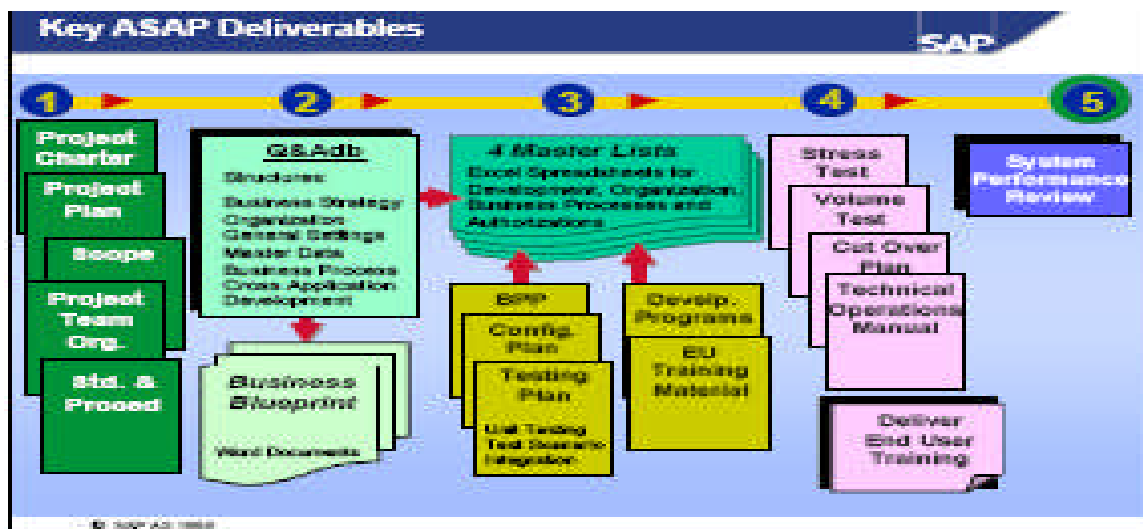 Key ASAP Deliverables
SAP
1
2
3
4
5
Project
Charter
Project
Plan
Scope
Project
Team
Org.
Std. &
Proced
Q&Adb
Structures
Business Strategy
Organization
General Settings
Master Data
Business Process
Cross Application
Development
Business
Blueprint
Word Documents
4 Master Lists
Excel Spreadsheets for
Development, Organization,
Business Processes and
Authorizations
BPP
Config.
Plan
Testing
Plan
Unit Testing
Test Scenario
Integration
Develp.
Programs
EU
Training
Material
Stress
Test
Volume
Test
Cut Over
Plan
Technical
Operations
Manual
Deliver
End User
Training
System
Performance
Review
© SAP AG